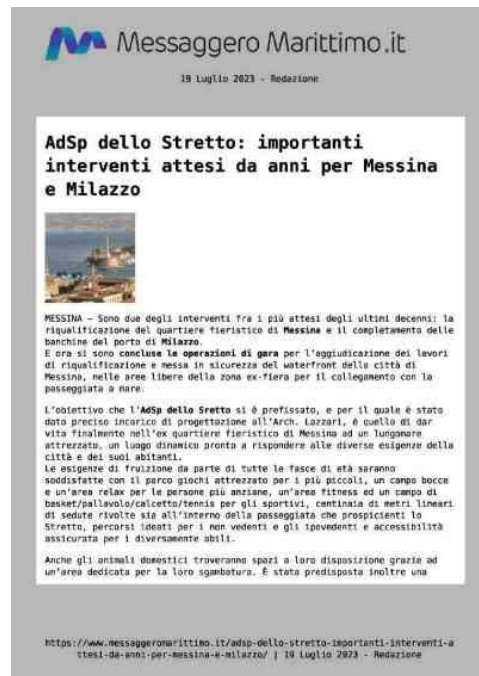 Messaggero Marittimo.it
19 Luglio 2023 - Redazione
AdSp dello Stretto: importanti
interventi attesi da anni per Messina
e Milazzo
MESSINA – Sono due degli interventi fra i più attesi degli ultimi decenni: la
riqualificazione del quartiere fieristico di Messina e il completamento delle
banchine del porto di Milazzo.
E ora si sono concluse le operazioni di gara per l'aggiudicazione dei lavori
di riqualificazione e messa in sicurezza del waterfront della città di
Messina, nelle aree libere della zona ex-fiera per il collegamento con la
passeggiata a mare.
L'obiettivo che l'AdSp dello Sretto si è prefissato, e per il quale è stato
dato preciso incarico di progettazione all'Arch. Lazzari, è quello di dar
vita finalmente nell'ex quartiere fieristico di Messina ad un lungomare
attrezzato, un luogo dinamico pronto a rispondere alle diverse esigenze della
città e dei suoi abitanti.
Le esigenze di fruizione da parte di tutte le fasce di età saranno
soddisfatte con il parco giochi attrezzato per i più piccoli, un campo bocce
e un'area relax per le persone più anziane, un'area fitness ed un campo di
basket/pallavolo/calcetto/tennis per gli sportivi, centinaia di metri lineari
di sedute rivolte sia all'interno della passeggiata che prospicienti lo
Stretto, percorsi ideati per i non vedenti e gli ipovedenti e accessibilità
assicurata per i diversamente abili.
Anche gli animali domestici troveranno spazi a loro disposizione grazie ad
un'area dedicata per la loro sgambatura. È stata predisposta inoltre una
https://www.messaggeromarittimo.it/adsp-dello-stretto-importanti-interventi-a
ttesi-da-anni-per-messina-e-milazzo/ | 19 Luglio 2023 - Redazione